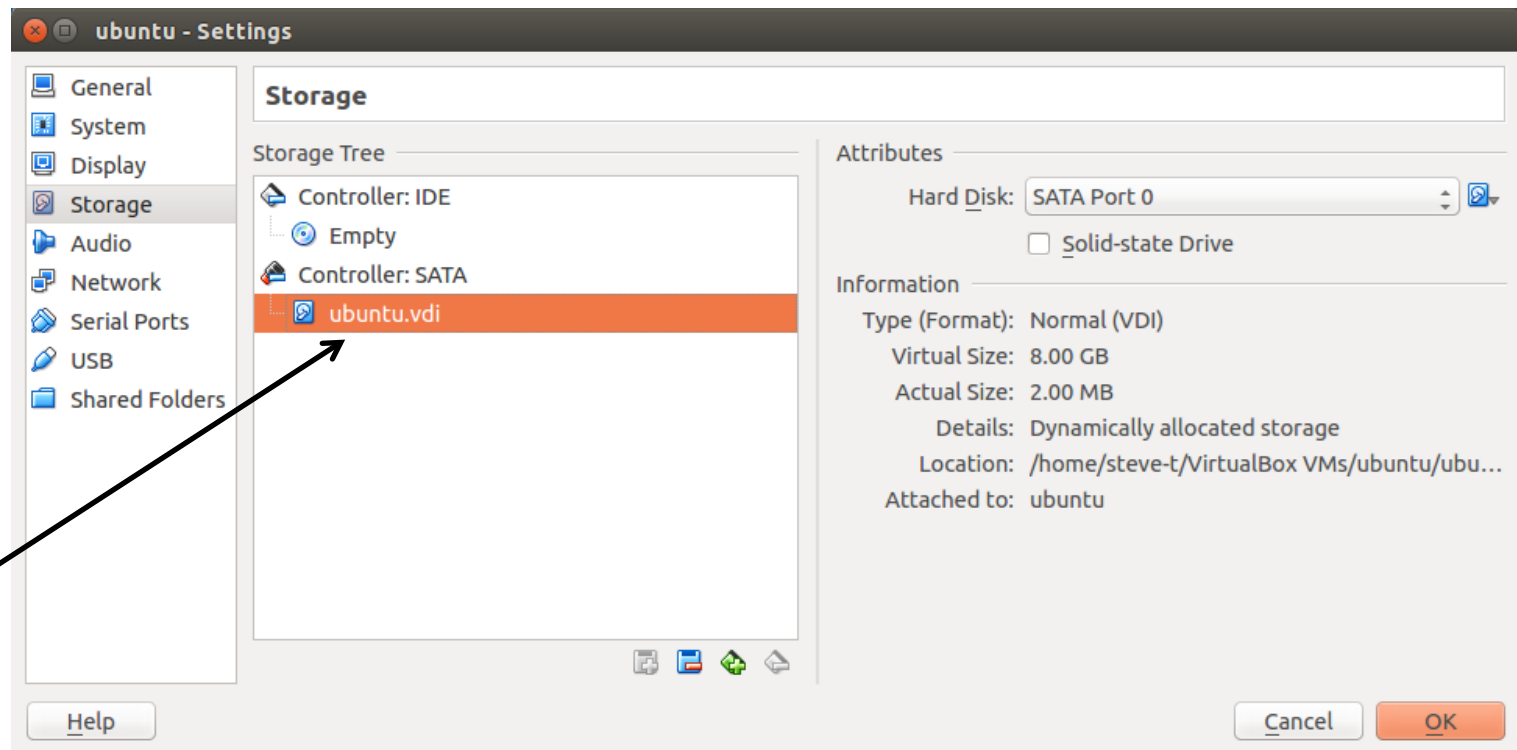 ubuntu - Settings
General
System
Display
Storage
Audio
Network
Serial Ports
USB
Shared Folders
Storage
Storage Tree
Controller: IDE
Empty
Controller: SATA
ubuntu.vdi
Attributes
Hard Disk: SATA Port 0
Solid-state Drive
Information
Type (Format): Normal (VDI)
Virtual Size: 8.00 GB
Actual Size: 2.00 MB
Details: Dynamically allocated storage
Location: /home/steve-t/VirtualBox VMs/ubuntu/ubu...
Attached to: ubuntu
Help
Cancel
OK